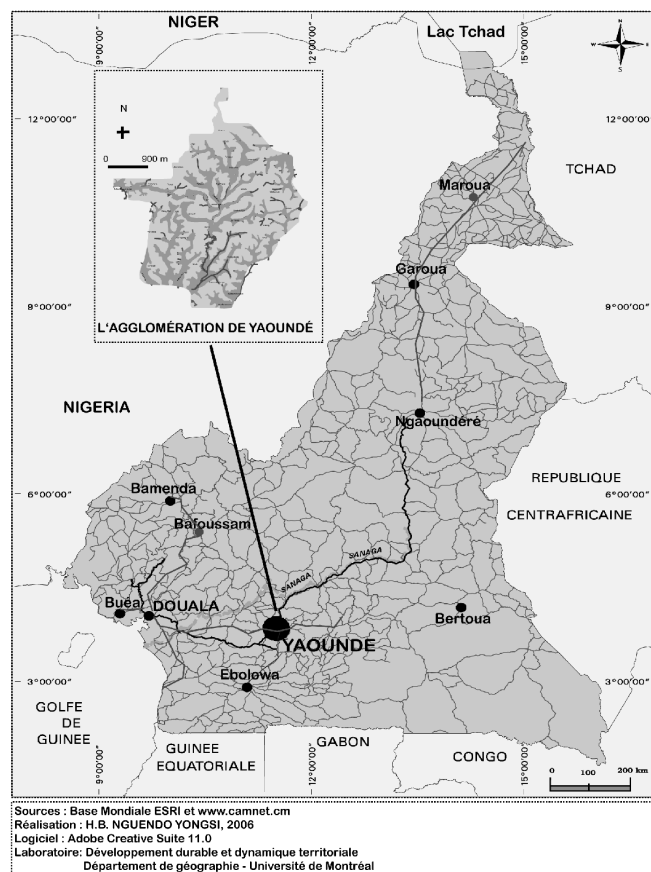 NIGER
Lac Tchad
N
W E
S
9°00'00"
12°00'00"
15°00'00"
12°00'00"
12°00'00"
N
0 900 m
TCHAD
Maroua
Garoua
8°00'00"
9°00'00"
L'AGGLOMÉRATION DE YAOUNDÉ
NIGERIA
Ngaoundéré
REPUBLIQUE
CENTRAFRICAINE
6°00'00"
6°00'00"
Bamenda
Bafoussam
SANAGA
SANAGA
Buéa
DOUALA
Bertoua
YAOUNDE
Ebolowa
3°00'00"
3°00'00"
GOLFE
DE
GUINEE
GUINEE
EQUATORIALE
GABON
CONGO
9°00'00"
12°00'00"
15°00'00"
0 100 200 km
Sources : Base Mondiale ESRI et www.camnet.cm
Réalisation : H.B. NGUENDO YONGSI, 2006
Logiciel : Adobe Creative Suite 11.0
Laboratoire: Développement durable et dynamique territoriale
Département de géographie - Université de Montréal